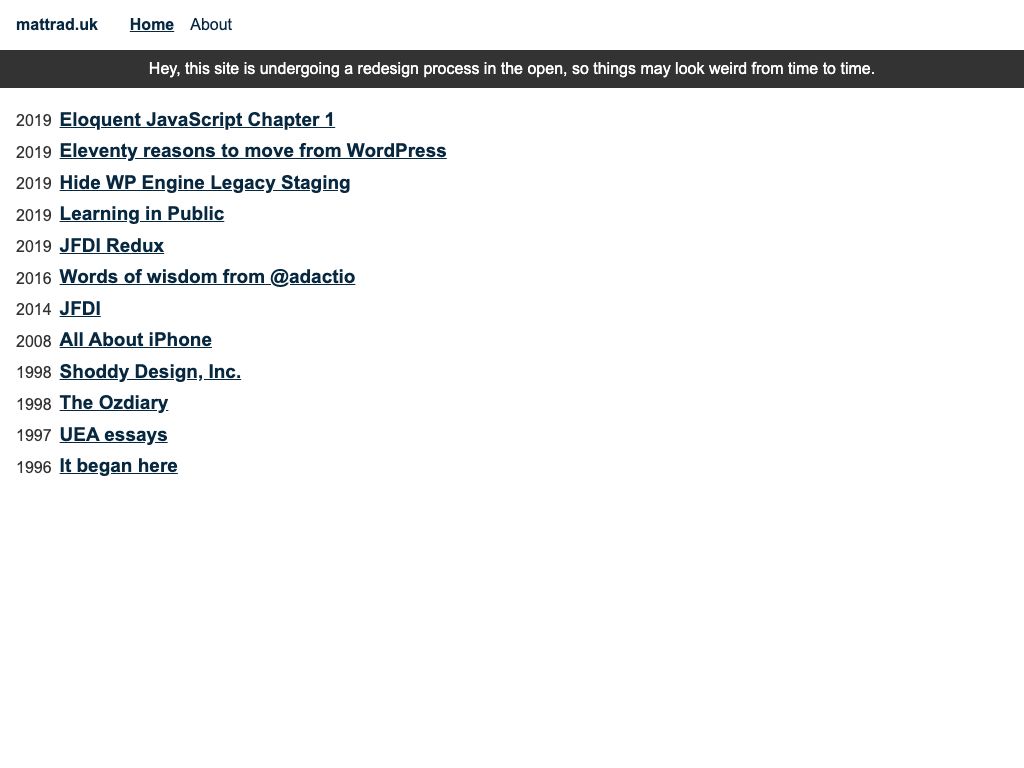 mattrad.uk Home About
Hey, this site is undergoing a redesign process in the open, so things may look weird from time to time.
2019 Eloquent JavaScript Chapter 1
2019 Eleventy reasons to move from WordPress
2019 Hide WP Engine Legacy Staging
2019 Learning in Public
2019 JFDI Redux
2016 Words of wisdom from @adactio
2014 JFDI
2008 All About iPhone
1998 Shoddy Design, Inc.
1998 The Ozdiary
1997 UEA essays
1996 It began here